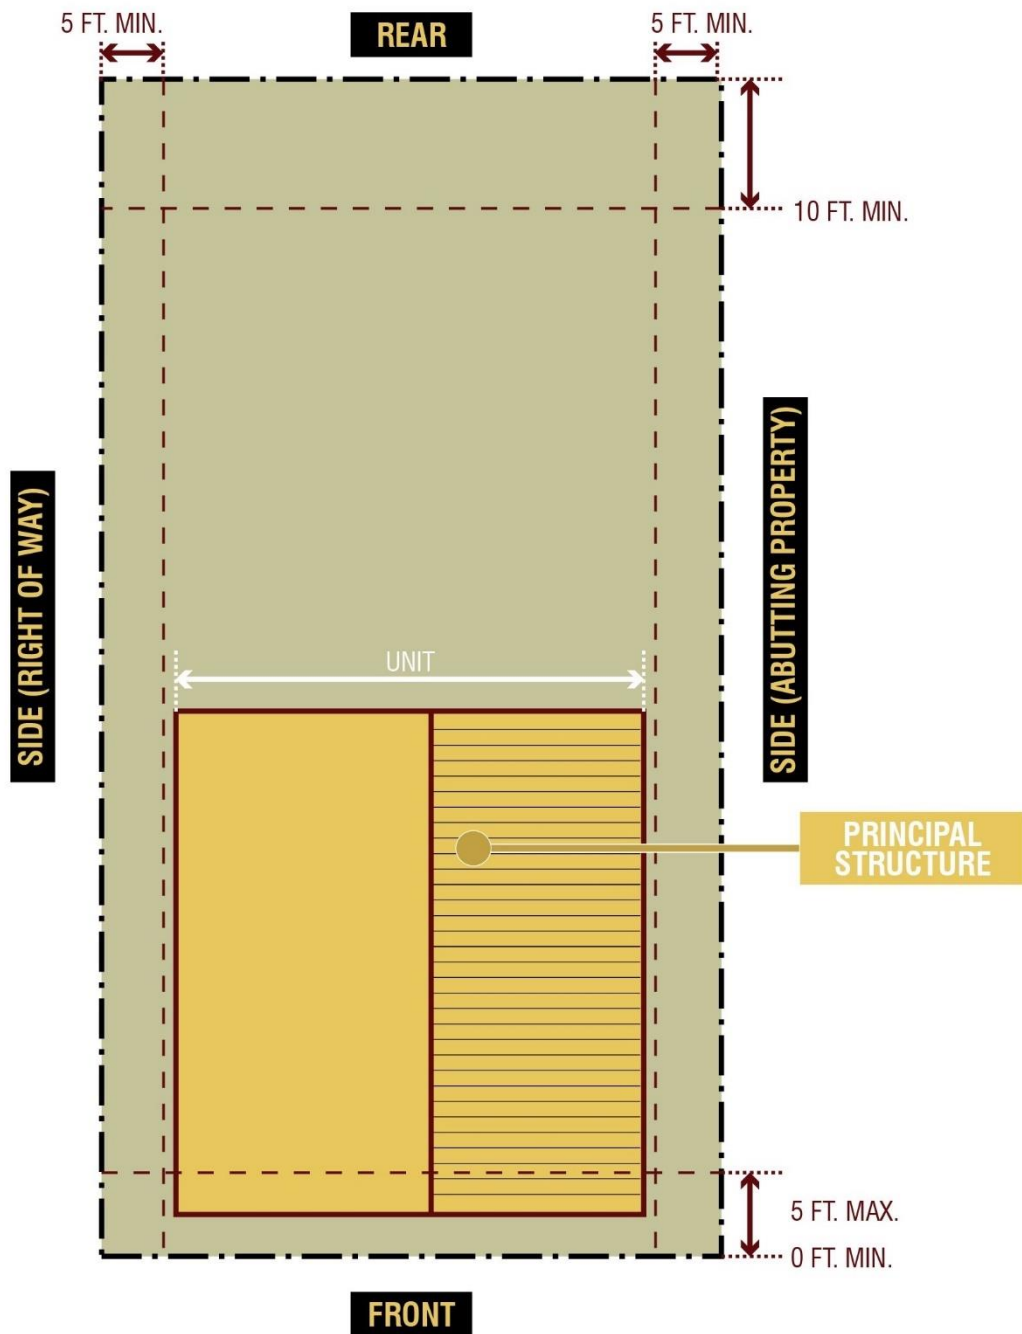 5 FT. MIN.
REAR
5 FT. MIN.
10 FT. MIN.
SIDE (RIGHT OF WAY)
SIDE (ABUTTING PROPERTY)
UNIT
PRINCIPAL
STRUCTURE
5 FT. MAX.
0 FT. MIN.
FRONT